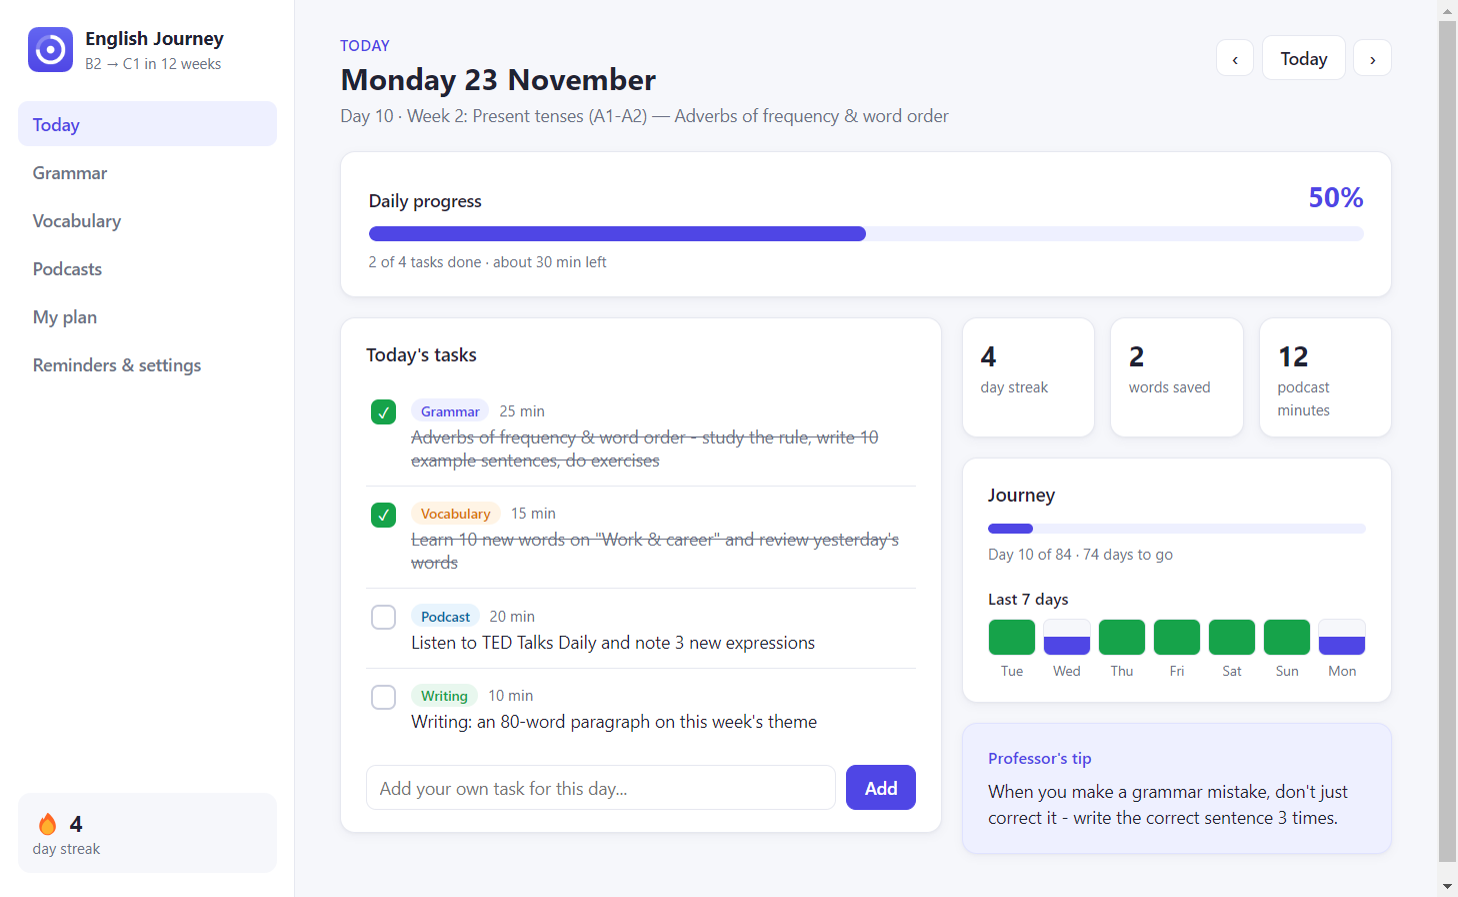 English Journey
B2 → C1 in 12 weeks
Today
Grammar
Vocabulary
Podcasts
My plan
Reminders & settings
4
day streak
TODAY
Monday 23 November
Day 10 · Week 2: Present tenses (A1-A2) — Adverbs of frequency & word order
‹
Today
›
Daily progress
50%
2 of 4 tasks done · about 30 min left
Today's tasks
✓
Grammar 25 min
Adverbs of frequency & word order - study the rule, write 10
example sentences, do exercises
✓
Vocabulary 15 min
Learn 10 new words on "Work & career" and review yesterday's
words
Podcast 20 min
Listen to TED Talks Daily and note 3 new expressions
Writing 10 min
Writing: an 80-word paragraph on this week's theme
Add your own task for this day...
Add
4
day streak
2
words saved
12
podcast
minutes
Journey
Day 10 of 84 · 74 days to go
Last 7 days
Tue Wed Thu Fri Sat Sun Mon
Professor's tip
When you make a grammar mistake, don't just
correct it - write the correct sentence 3 times.